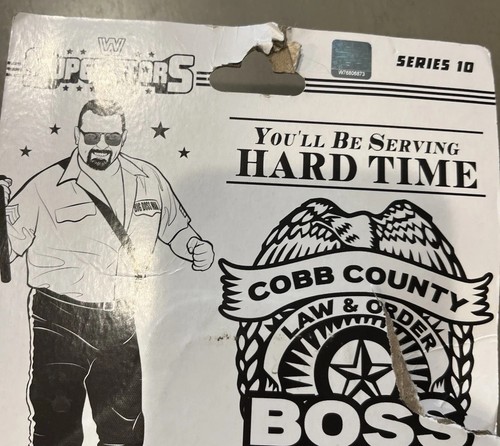 W
SUPERSTARS
SERIES 10
YOU'LL BE SERVING
HARD TIME
COBB COUNTY
LAW & ORDER
BOSS